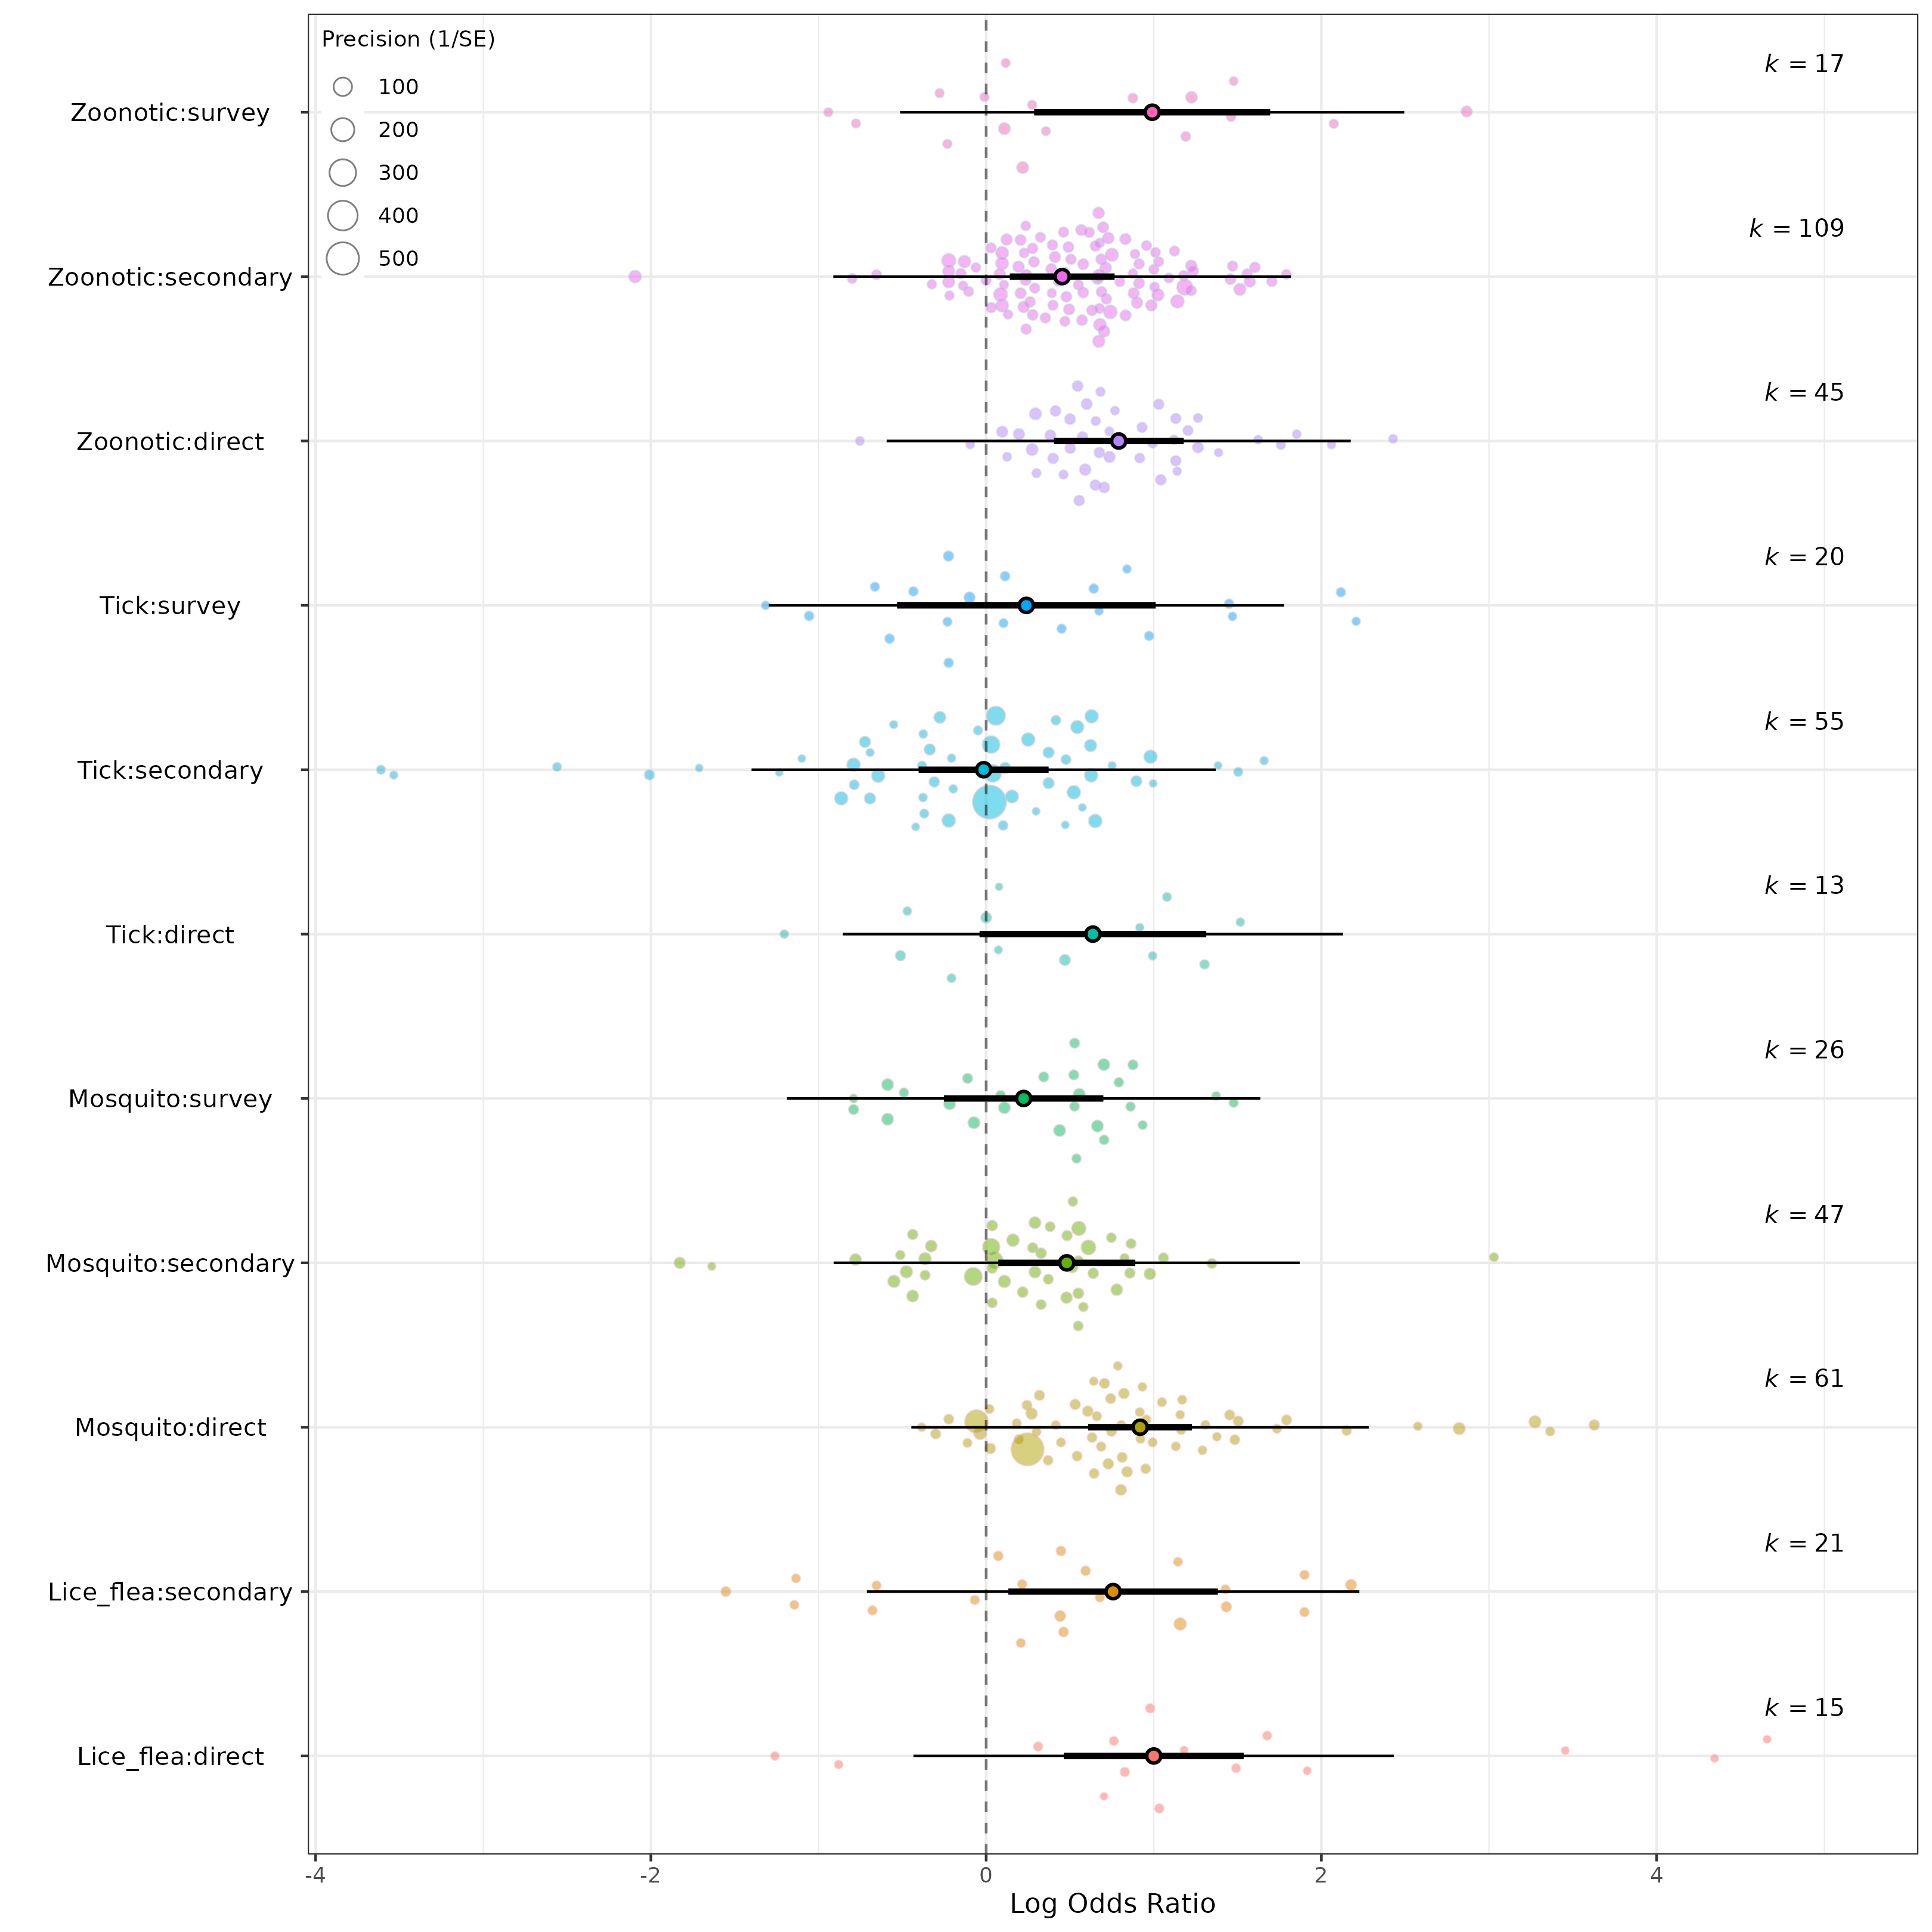 Precision (1/SE)
100
200
300
400
500
Zoonotic:survey
k = 17
Zoonotic:secondary
k = 109
Zoonotic:direct
k = 45
Tick:survey
k = 20
Tick:secondary
k = 55
Tick:direct
k = 13
Mosquito:survey
k = 26
Mosquito:secondary
k = 47
Mosquito:direct
k = 61
Lice_flea:secondary
k = 21
Lice_flea:direct
k = 15
-4 -2 0 2 4
Log Odds Ratio